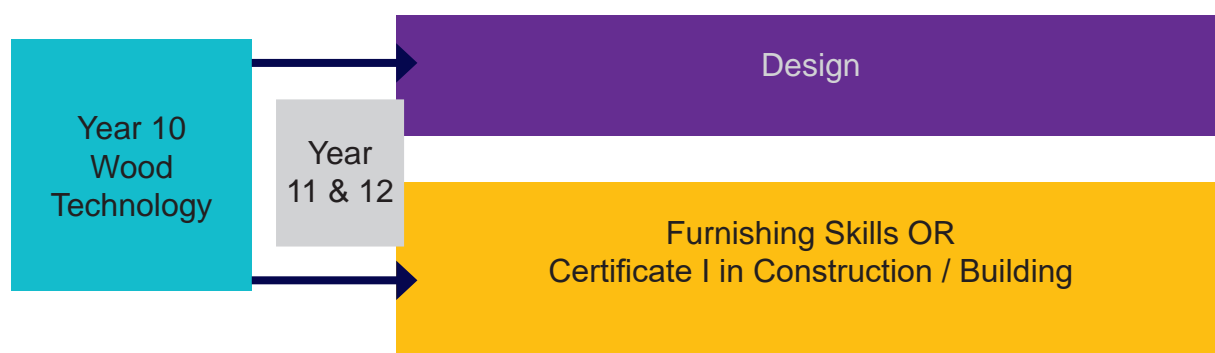 Year 10
Wood
Technology
Year
11 & 12
Design
Furnishing Skills OR
Certificate I in Construction / Building